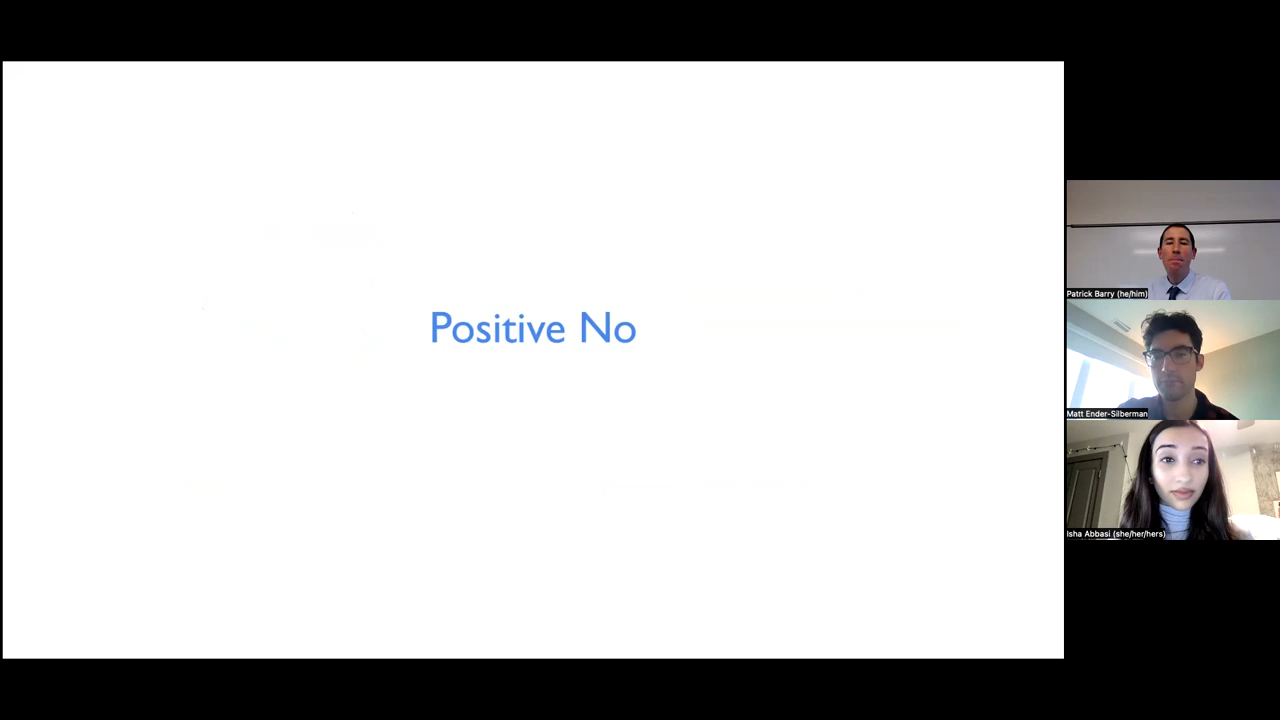 Positive No
Patrick Barry (he/him)
Matt Ender-Silberman
Isha Abbasi (she/her/hers)